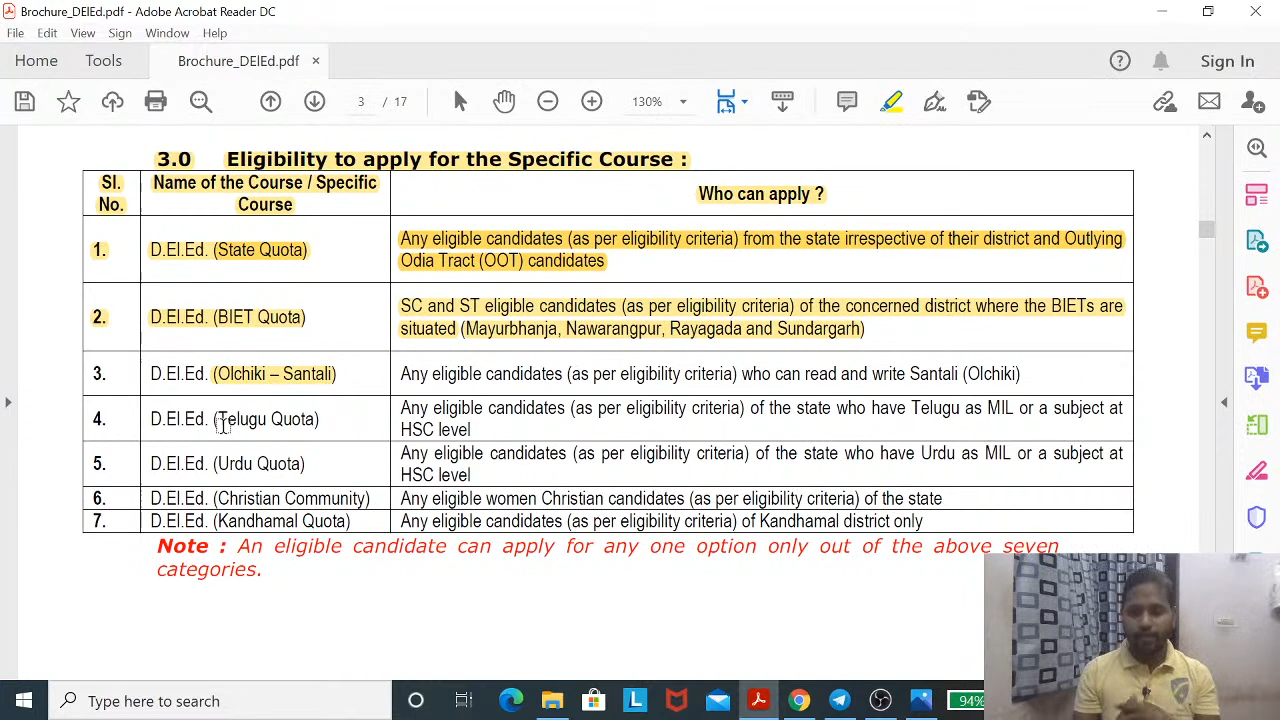 Brochure_DElEd.pdf - Adobe Acrobat Reader DC
File Edit View Sign Window Help
Home Tools Brochure_DElEd.pdf × Sign In
3 / 17 130%
3.0 Eligibility to apply for the Specific Course :
Sl. No. Name of the Course / Specific Course Who can apply ?
1. D.El.Ed. (State Quota) Any eligible candidates (as per eligibility criteria) from the state irrespective of their district and Outlying
Odia Tract (OOT) candidates
2. D.El.Ed. (BIET Quota) SC and ST eligible candidates (as per eligibility criteria) of the concerned district where the BIETs are
situated (Mayurbhanja, Nawarangpur, Rayagada and Sundargarh)
3. D.El.Ed. (Olchiki – Santali) Any eligible candidates (as per eligibility criteria) who can read and write Santali (Olchiki)
4. D.El.Ed. (Telugu Quota) Any eligible candidates (as per eligibility criteria) of the state who have Telugu as MIL or a subject at
HSC level
5. D.El.Ed. (Urdu Quota) Any eligible candidates (as per eligibility criteria) of the state who have Urdu as MIL or a subject at
HSC level
6. D.El.Ed. (Christian Community) Any eligible women Christian candidates (as per eligibility criteria) of the state
7. D.El.Ed. (Kandhamal Quota) Any eligible candidates (as per eligibility criteria) of Kandhamal district only
Note : An eligible candidate can apply for any one option only out of the above seven
categories.
Type here to search 94%